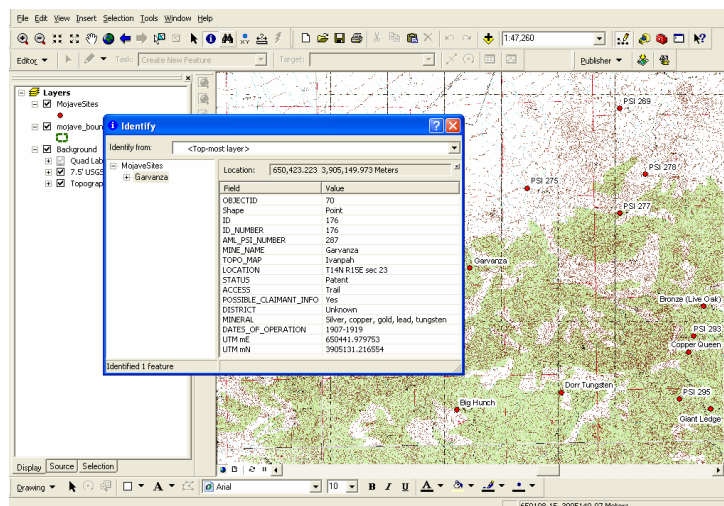 File Edit View Insert Selection Tools Window Help
1:47,260
Editor Task: Create New Feature Target: Publisher
Layers
MojaveSites
mojave_boun
Background
Quad Lab
7.5' USGS
Topograp
Identify
Identify from: <Top-most layer>
MojaveSites
Garvanza
Location: 650,423.223 3,905,149.973 Meters
Field Value
OBJECTID 70
Shape Point
ID 176
ID_NUMBER 176
AML_PSI_NUMBER 287
MINE_NAME Garvanza
TOPO_MAP Ivanpah
LOCATION T14N R15E sec 23
STATUS Patent
ACCESS Trail
POSSIBLE_CLAIMANT_INFO Yes
DISTRICT Unknown
MINERAL Silver, copper, gold, lead, tungsten
DATES_OF_OPERATION 1907-1919
UTM mE 650441.979753
UTM mN 3905131.216554
Identified 1 feature
PSI 269
PSI 278
PSI 275
PSI 277
Garvanza
Bronze (Live Oak)
PSI 293
Copper Queen
Dorr Tungsten
PSI 295
Big Hunch
Giant Ledge
Display Source Selection
Drawing A Arial 10 B I U A